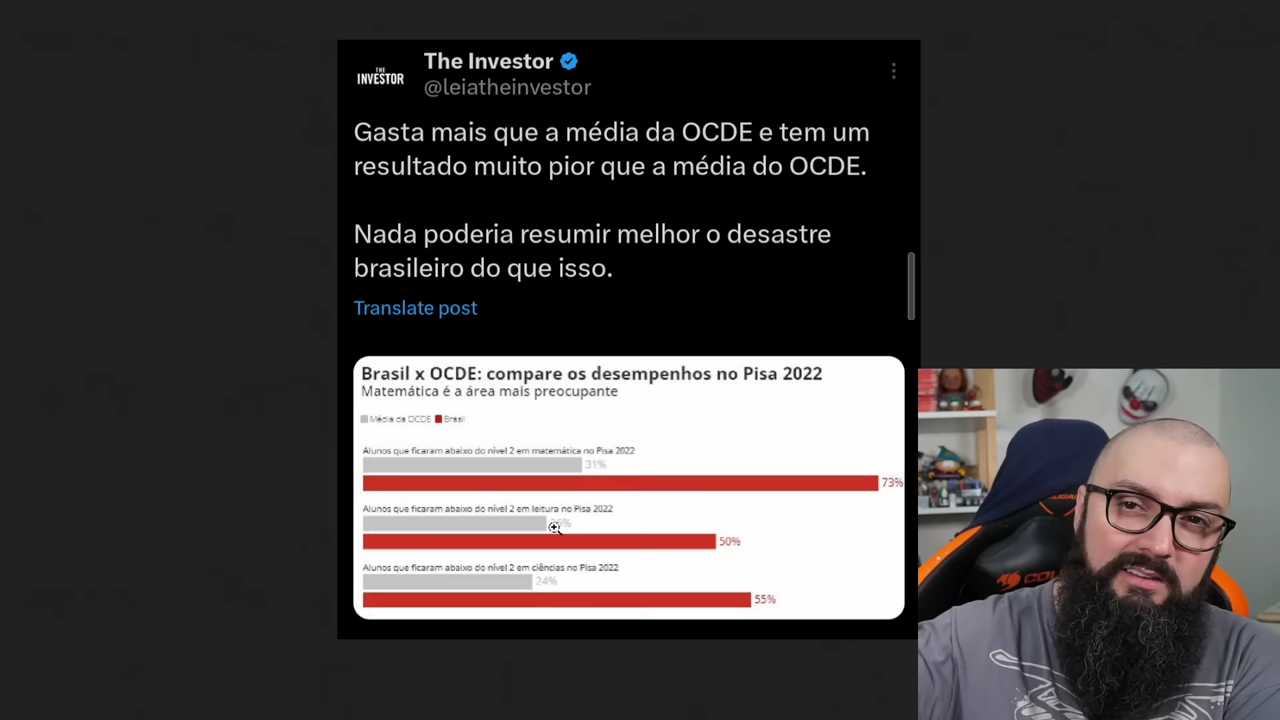 The Investor
THE
INVESTOR
@leiatheinvestor
Gasta mais que a média da OCDE e tem um
resultado muito pior que a média do OCDE.
Nada poderia resumir melhor o desastre
brasileiro do que isso.
Translate post
Brasil x OCDE: compare os desempenhos no Pisa 2022
Matemática é a área mais preocupante
Média da OCDE Brasil
Alunos que ficaram abaixo do nível 2 em matemática no Pisa 2022
31%
73%
Alunos que ficaram abaixo do nível 2 em leitura no Pisa 2022
50%
Alunos que ficaram abaixo do nível 2 em ciências no Pisa 2022
24%
55%